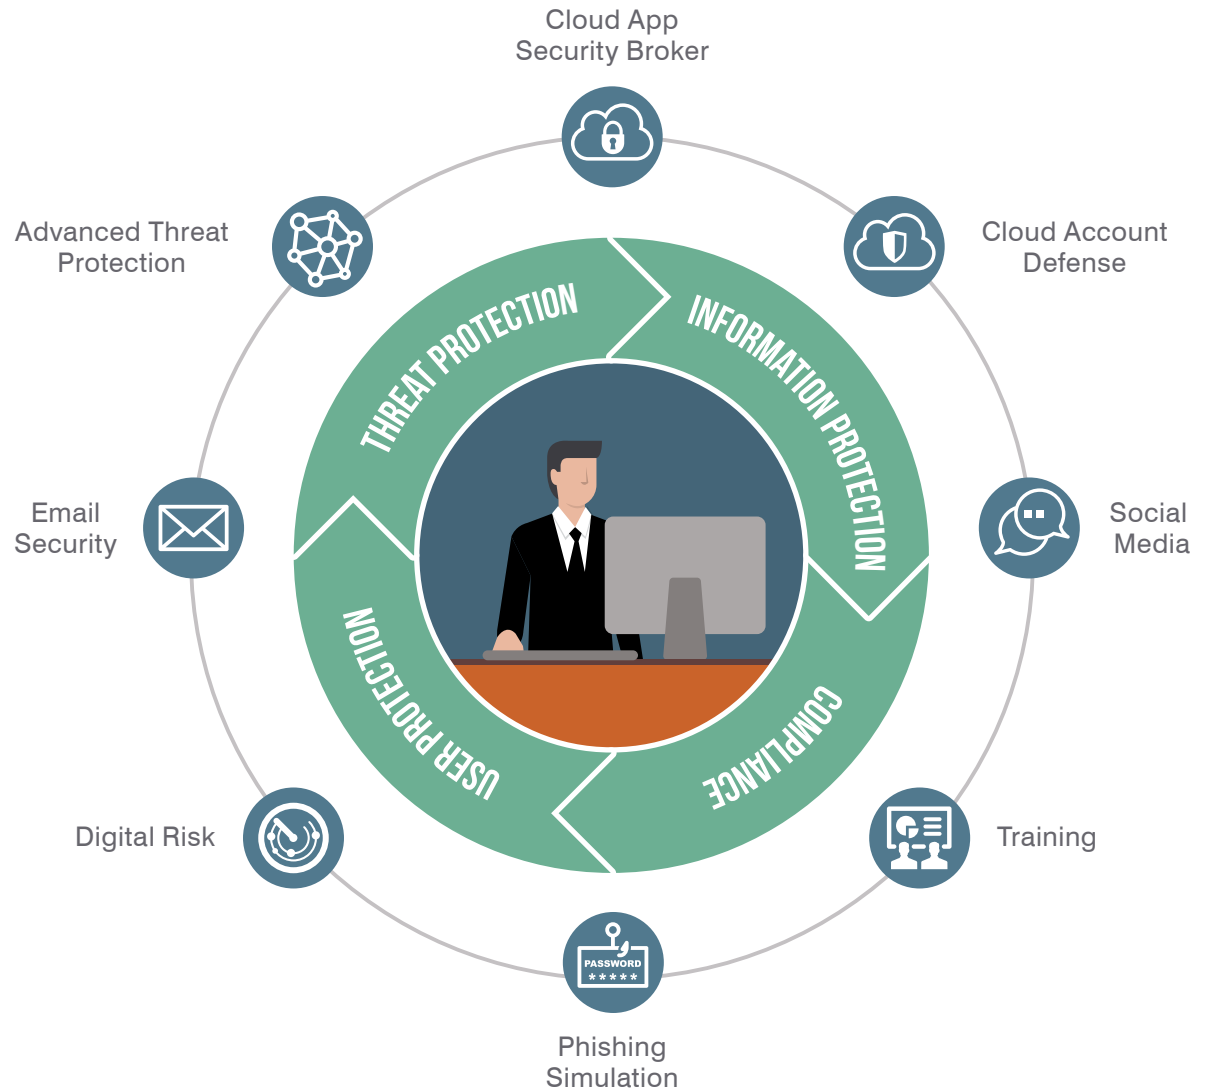 Cloud App
Security Broker
Advanced Threat
Protection
Cloud Account
Defense
THREAT PROTECTION
INFORMATION PROTECTION
Email
Security
Social
Media
USER PROTECTION
COMPLIANCE
Digital Risk
Training
PASSWORD
*****
Phishing
Simulation